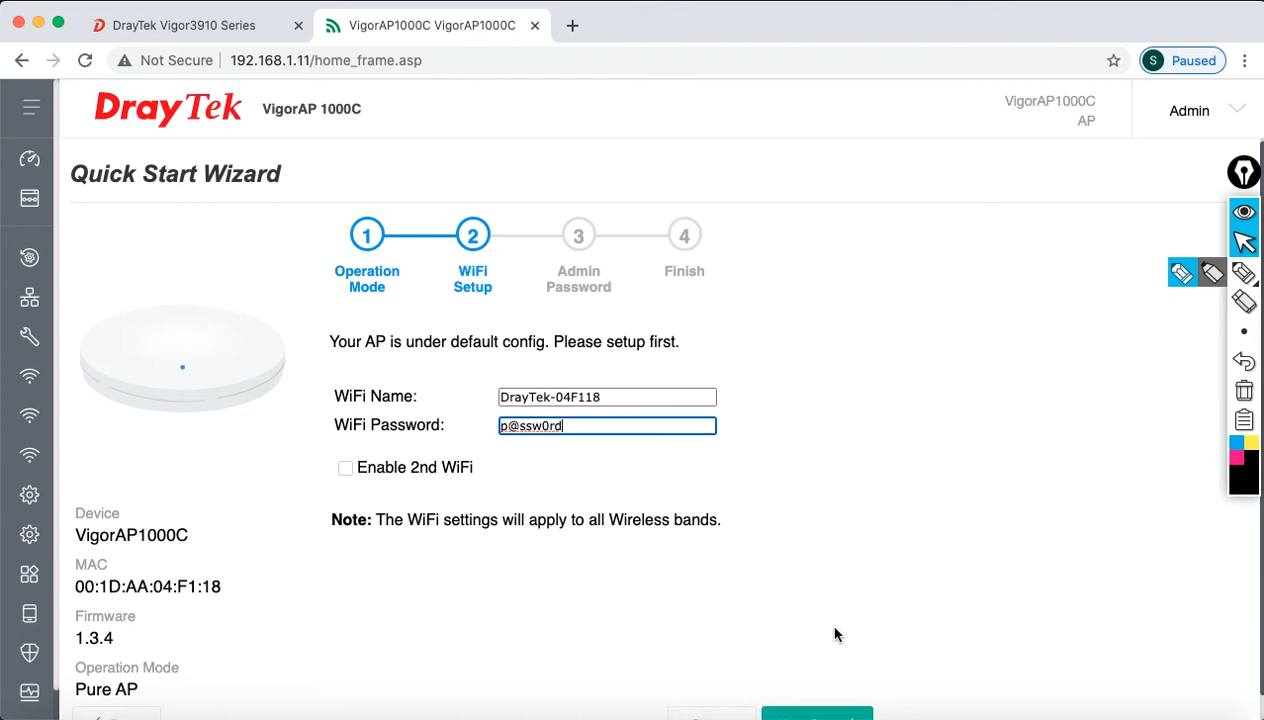 DrayTek Vigor3910 Series
VigorAP1000C VigorAP1000C
Not Secure
192.168.1.11/home_frame.asp
S
Paused
DrayTek
VigorAP 1000C
VigorAP1000C
AP
Admin
Quick Start Wizard
1
2
3
4
Operation
Mode
WiFi
Setup
Admin
Password
Finish
Your AP is under default config. Please setup first.
WiFi Name:
DrayTek-04F118
WiFi Password:
p@ssw0rd
Enable 2nd WiFi
Note: The WiFi settings will apply to all Wireless bands.
Device
VigorAP1000C
MAC
00:1D:AA:04:F1:18
Firmware
1.3.4
Operation Mode
Pure AP